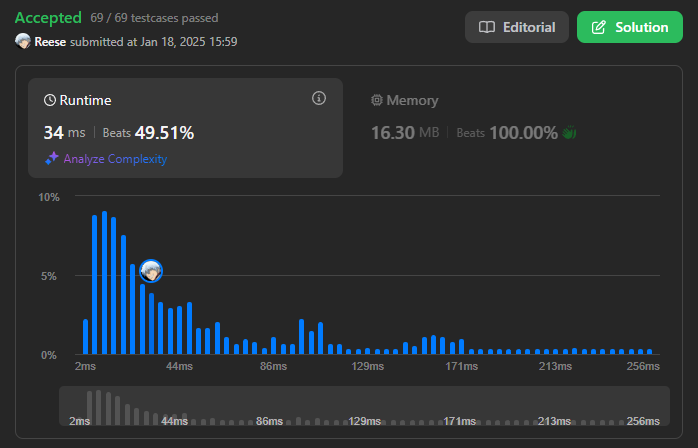 Accepted 69 / 69 testcases passed
Editorial
Solution
Reese submitted at Jan 18, 2025 15:59
Runtime
34 ms | Beats 49.51%
Analyze Complexity
Memory
16.30 MB | Beats 100.00%
10%
5%
0%
2ms 44ms 86ms 129ms 171ms 213ms 256ms
2ms 44ms 86ms 129ms 171ms 213ms 256ms